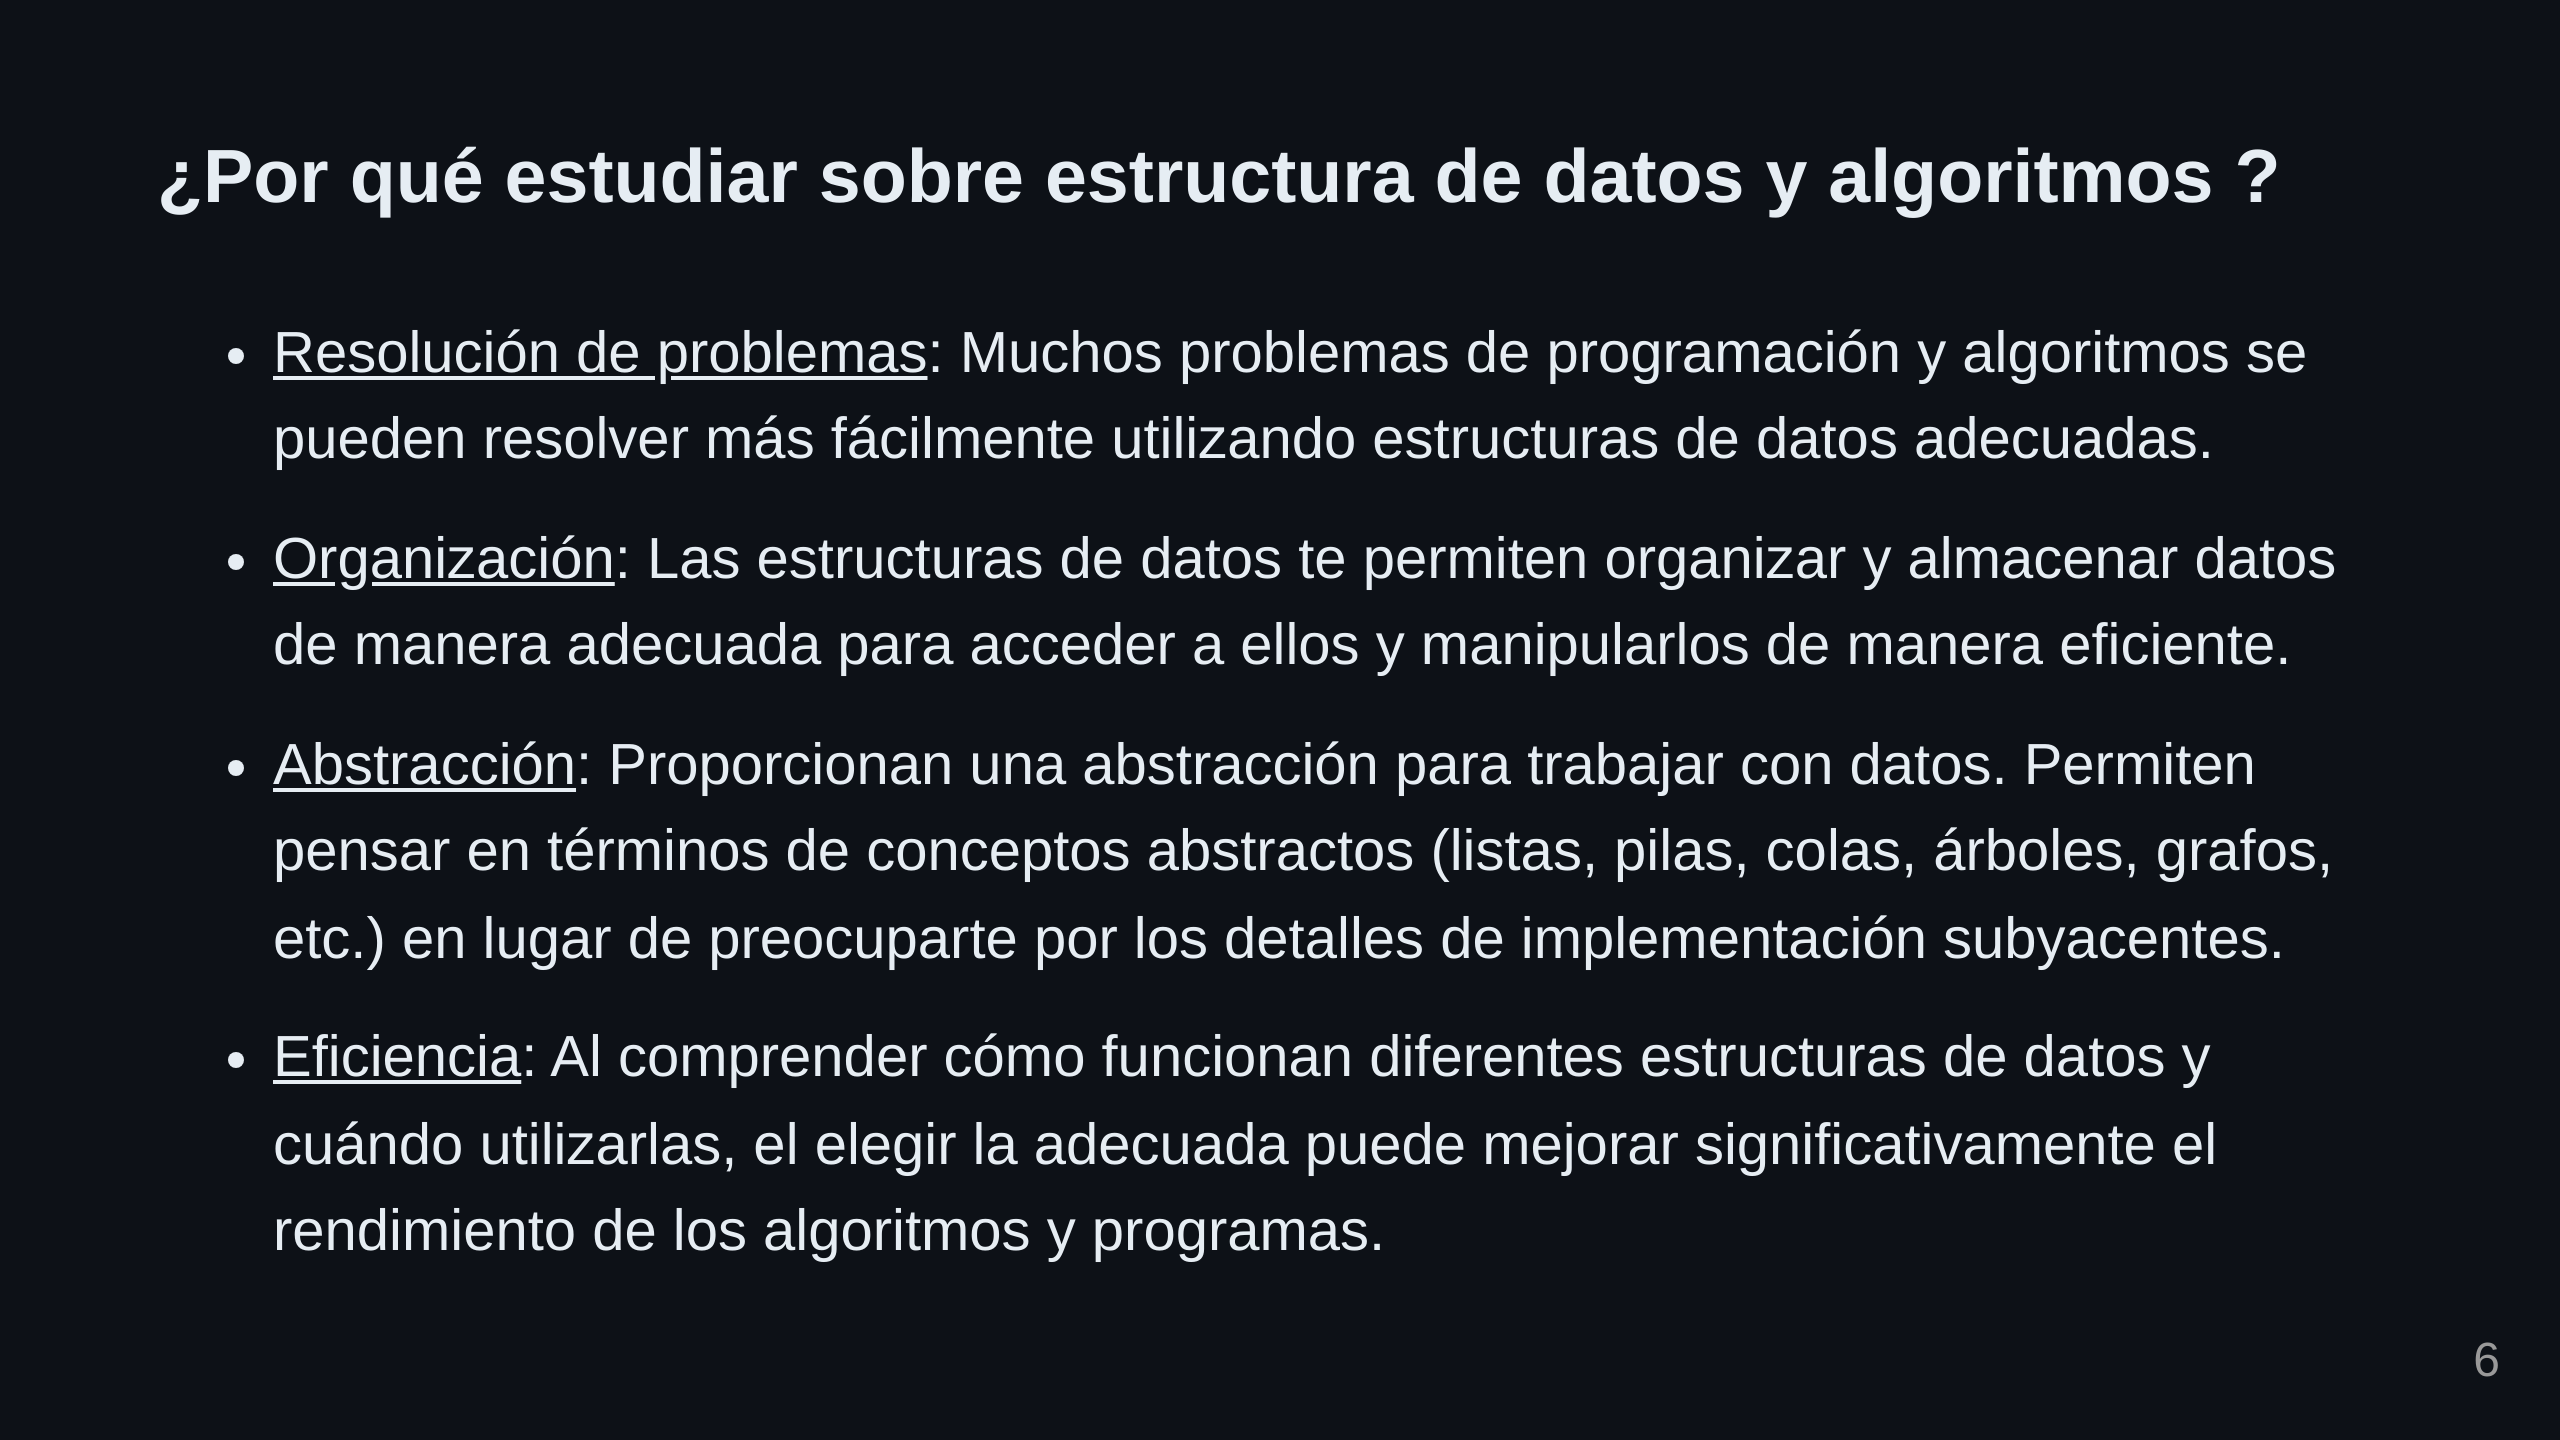 ¿Por qué estudiar sobre estructura de datos y algoritmos ?
• Resolución de problemas: Muchos problemas de programación y algoritmos se
pueden resolver más fácilmente utilizando estructuras de datos adecuadas.
• Organización: Las estructuras de datos te permiten organizar y almacenar datos
de manera adecuada para acceder a ellos y manipularlos de manera eficiente.
• Abstracción: Proporcionan una abstracción para trabajar con datos. Permiten
pensar en términos de conceptos abstractos (listas, pilas, colas, árboles, grafos,
etc.) en lugar de preocuparte por los detalles de implementación subyacentes.
• Eficiencia: Al comprender cómo funcionan diferentes estructuras de datos y
cuándo utilizarlas, el elegir la adecuada puede mejorar significativamente el
rendimiento de los algoritmos y programas.
6